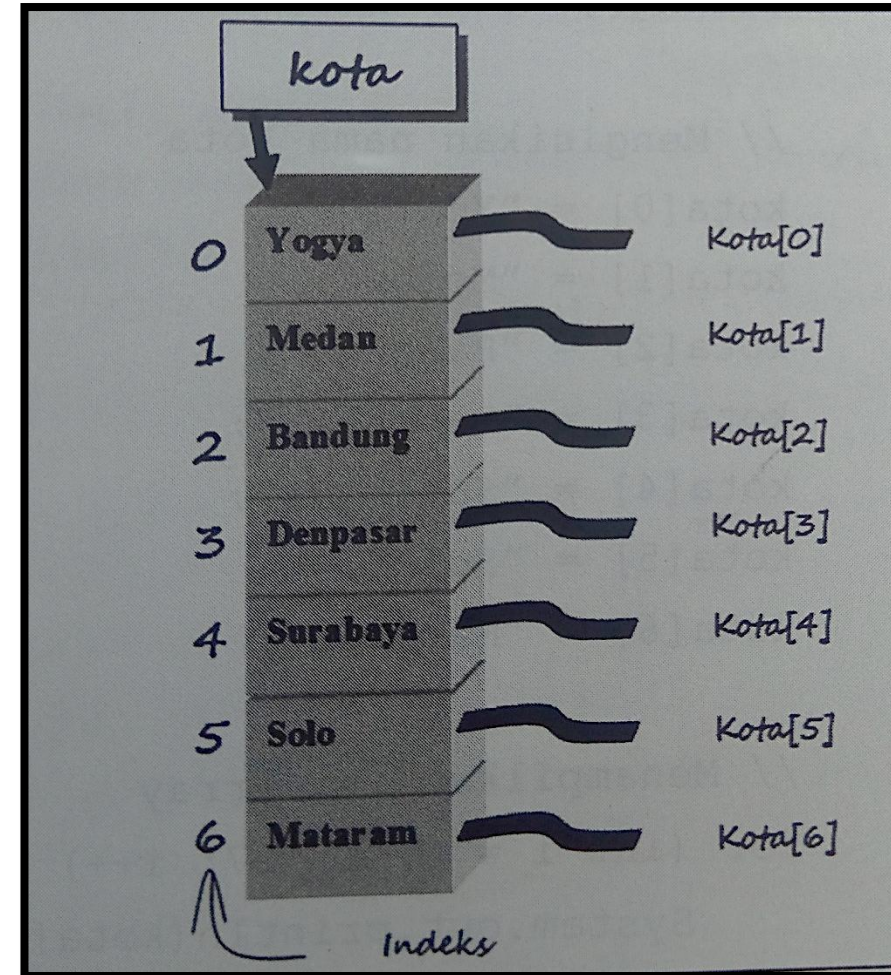 kota
0 Yogya Kota[0]
1 Medan Kota[1]
2 Bandung Kota[2]
3 Denpasar Kota[3]
4 Surabaya Kota[4]
5 Solo Kota[5]
6 Mataram Kota[6]
Indeks